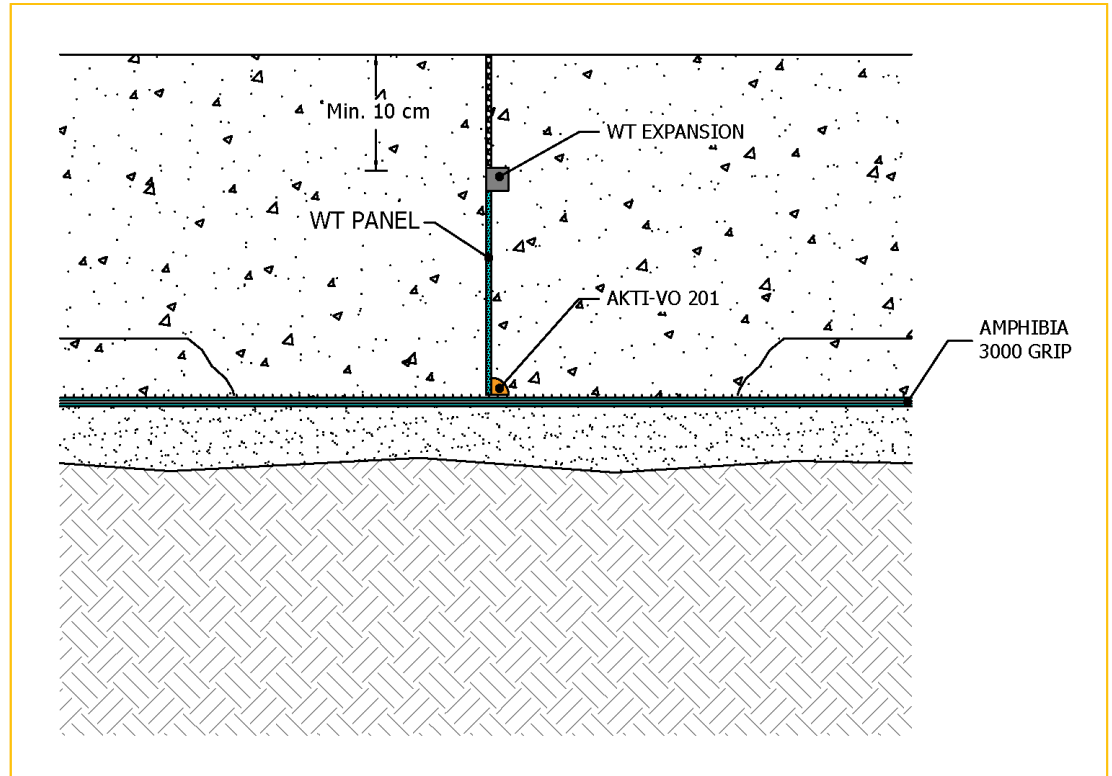 Min. 10 cm
WT EXPANSION
WT PANEL
AKTI-VO 201
AMPHIBIA
3000 GRIP